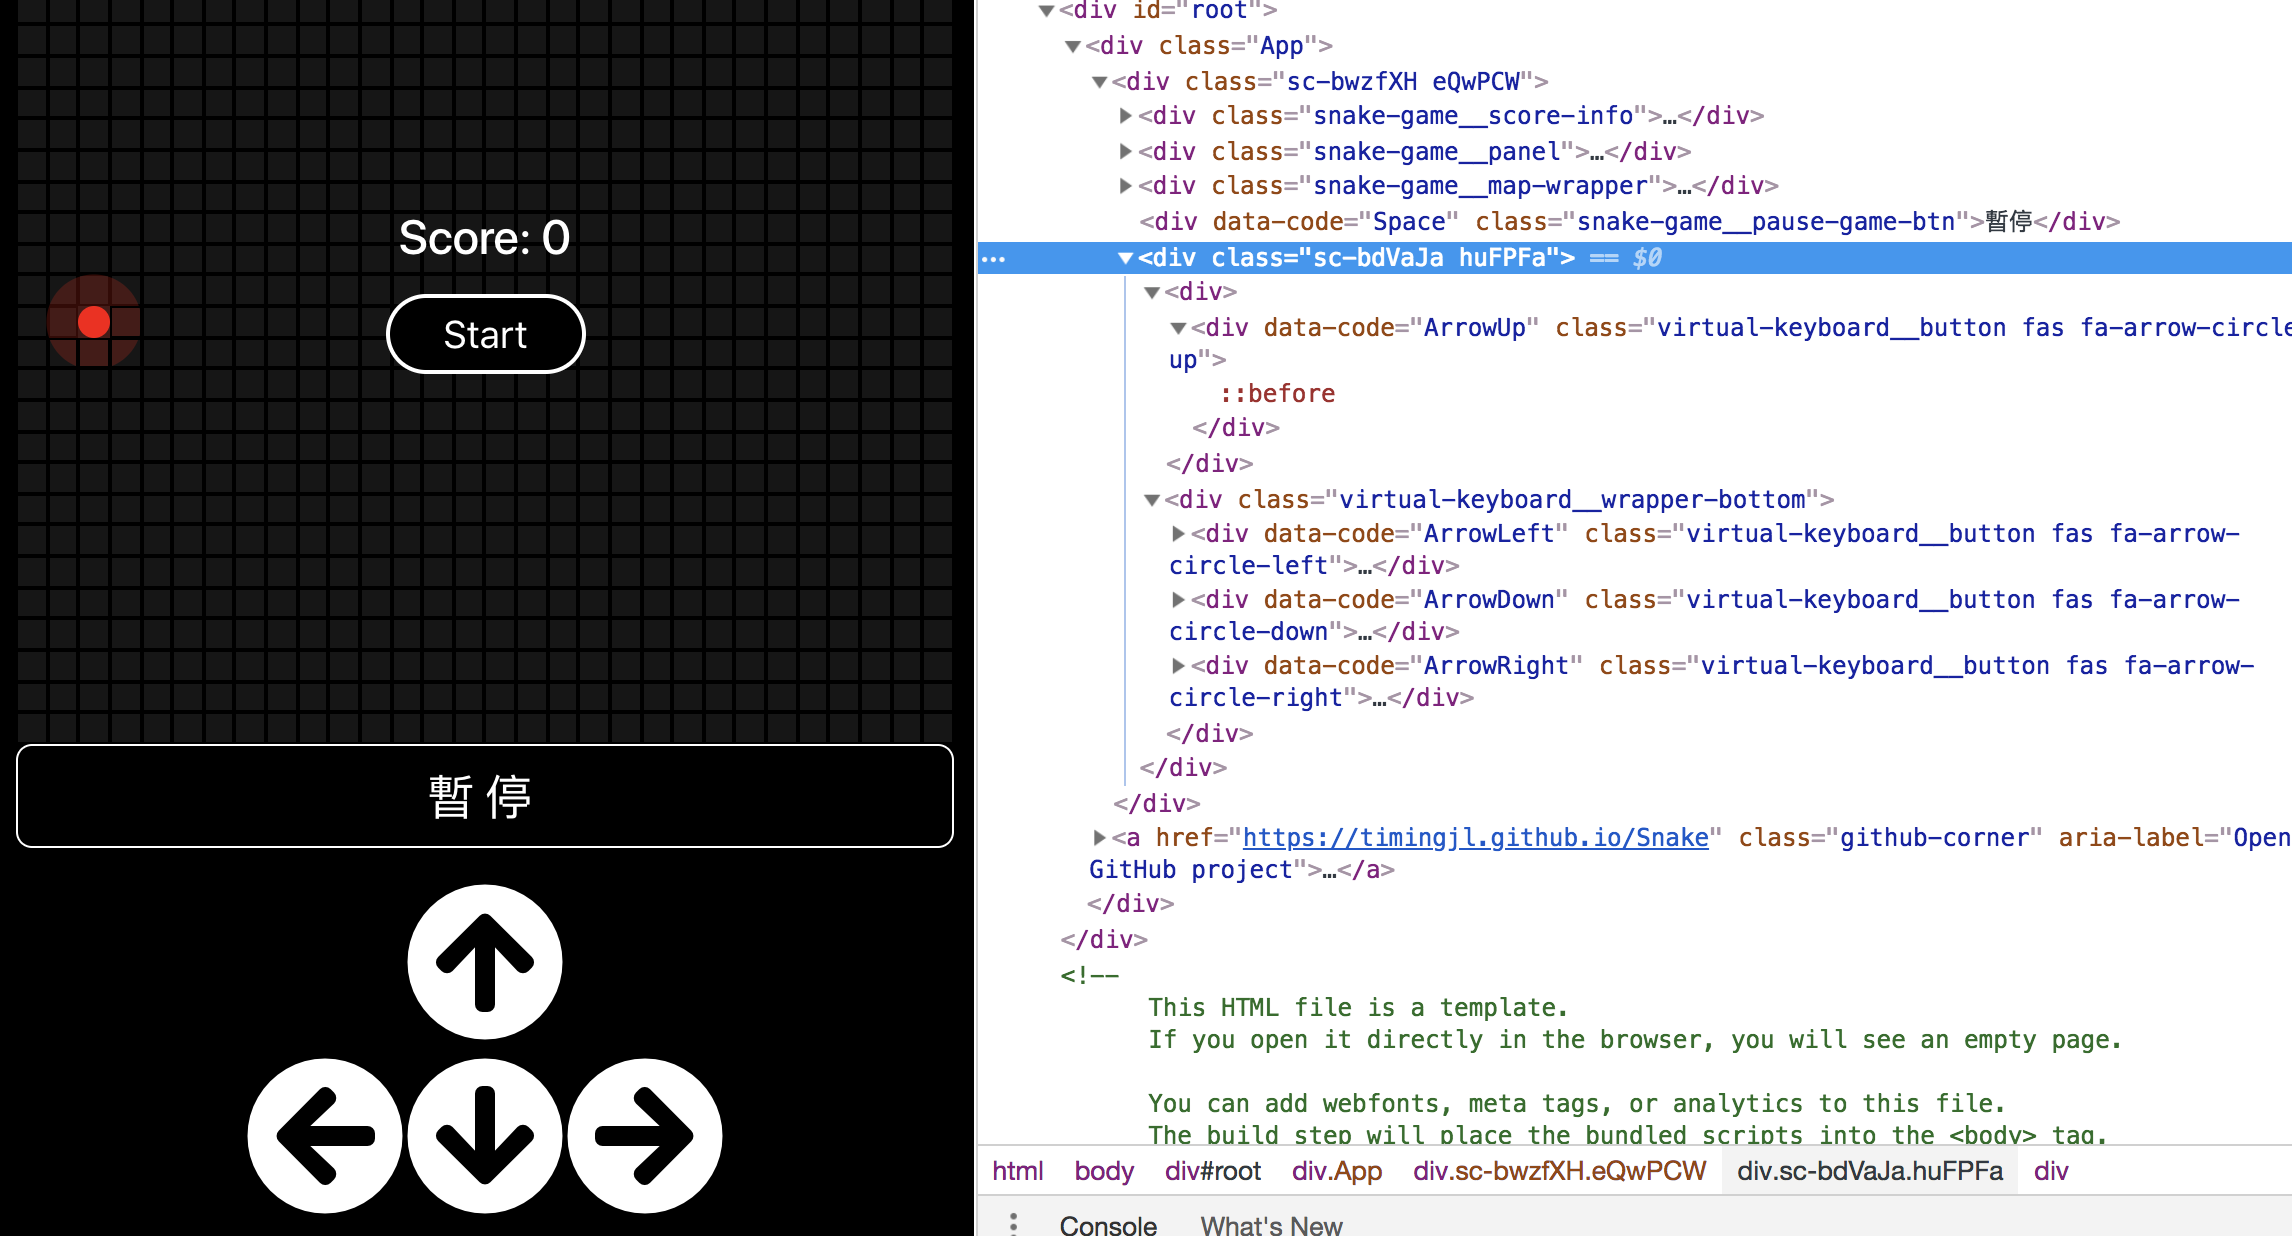 Score: 0
Start
暫停
<div id="root">
<div class="App">
<div class="sc-bwzfXH eQwPCW">
<div class="snake-game__score-info">…</div>
<div class="snake-game__panel">…</div>
<div class="snake-game__map-wrapper">…</div>
<div data-code="Space" class="snake-game__pause-game-btn">暫停</div>
… <div class="sc-bdVaJa huFPFa"> == $0
<div>
<div data-code="ArrowUp" class="virtual-keyboard__button fas fa-arrow-circle
up">
::before
</div>
</div>
<div class="virtual-keyboard__wrapper-bottom">
<div data-code="ArrowLeft" class="virtual-keyboard__button fas fa-arrow-
circle-left">…</div>
<div data-code="ArrowDown" class="virtual-keyboard__button fas fa-arrow-
circle-down">…</div>
<div data-code="ArrowRight" class="virtual-keyboard__button fas fa-arrow-
circle-right">…</div>
</div>
</div>
</div>
<a href="https://timingjl.github.io/Snake" class="github-corner" aria-label="Open
GitHub project">…</a>
</div>
</div>
<!--
This HTML file is a template.
If you open it directly in the browser, you will see an empty page.
You can add webfonts, meta tags, or analytics to this file.
The build step will place the bundled scripts into the <body> tag.
html body div#root div.App div.sc-bwzfXH.eQwPCW div.sc-bdVaJa.huFPFa div
Console What's New